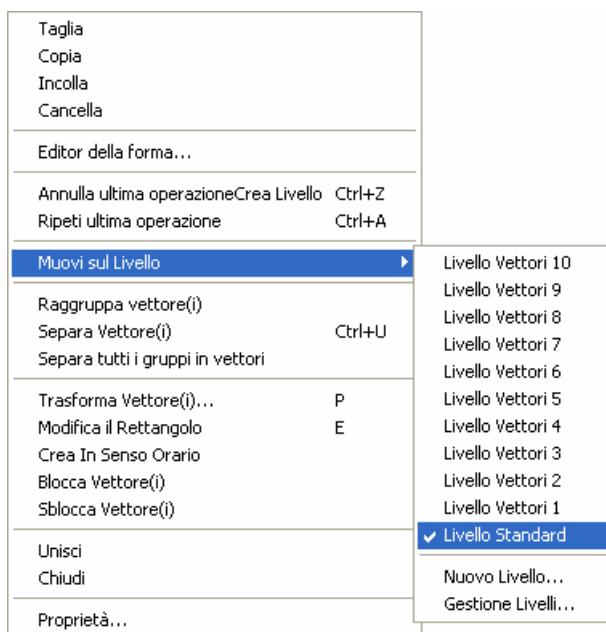 Taglia
Copia
Incolla
Cancella
Editor della forma...
Annulla ultima operazioneCrea Livello Ctrl+Z
Ripeti ultima operazione Ctrl+A
Muovi sul Livello
Raggruppa vettore(i)
Separa Vettore(i) Ctrl+U
Separa tutti i gruppi in vettori
Trasforma Vettore(i)... P
Modifica il Rettangolo E
Crea In Senso Orario
Blocca Vettore(i)
Sblocca Vettore(i)
Unisci
Chiudi
Proprietà...
Livello Vettori 10
Livello Vettori 9
Livello Vettori 8
Livello Vettori 7
Livello Vettori 6
Livello Vettori 5
Livello Vettori 4
Livello Vettori 3
Livello Vettori 2
Livello Vettori 1
Livello Standard
Nuovo Livello...
Gestione Livelli...